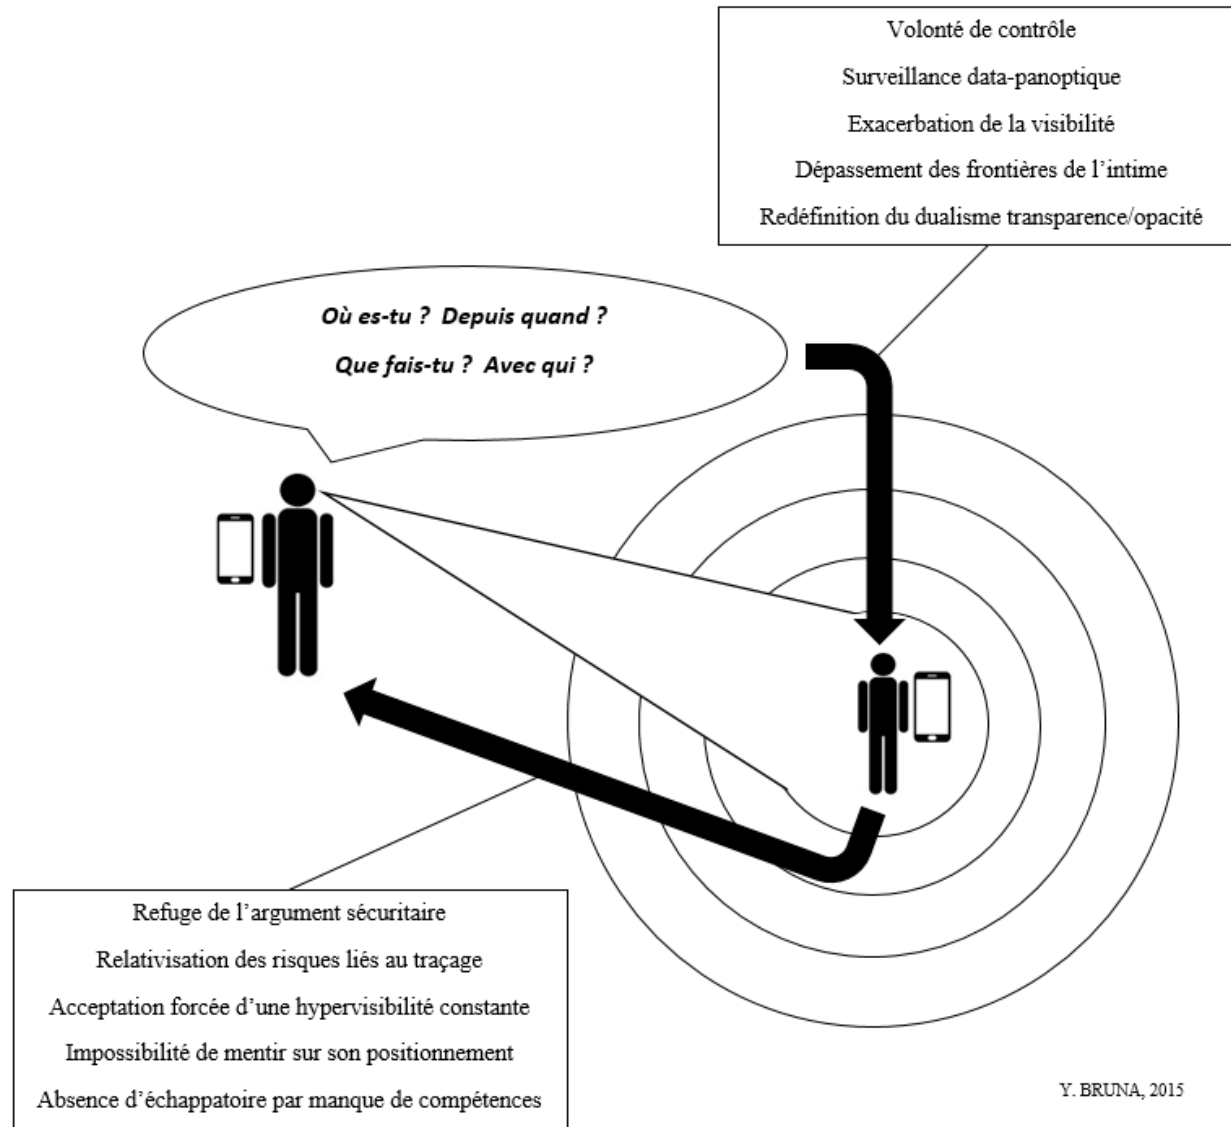 Volonté de contrôle
Surveillance data-panoptique
Exacerbation de la visibilité
Dépassement des frontières de l'intime
Redéfinition du dualisme transparence/opacité
Où es-tu ? Depuis quand ?
Que fais-tu ? Avec qui ?
Refuge de l'argument sécuritaire
Relativisation des risques liés au traçage
Acceptation forcée d'une hypervisibilité constante
Impossibilité de mentir sur son positionnement
Absence d'échappatoire par manque de compétences
Y. BRUNA, 2015